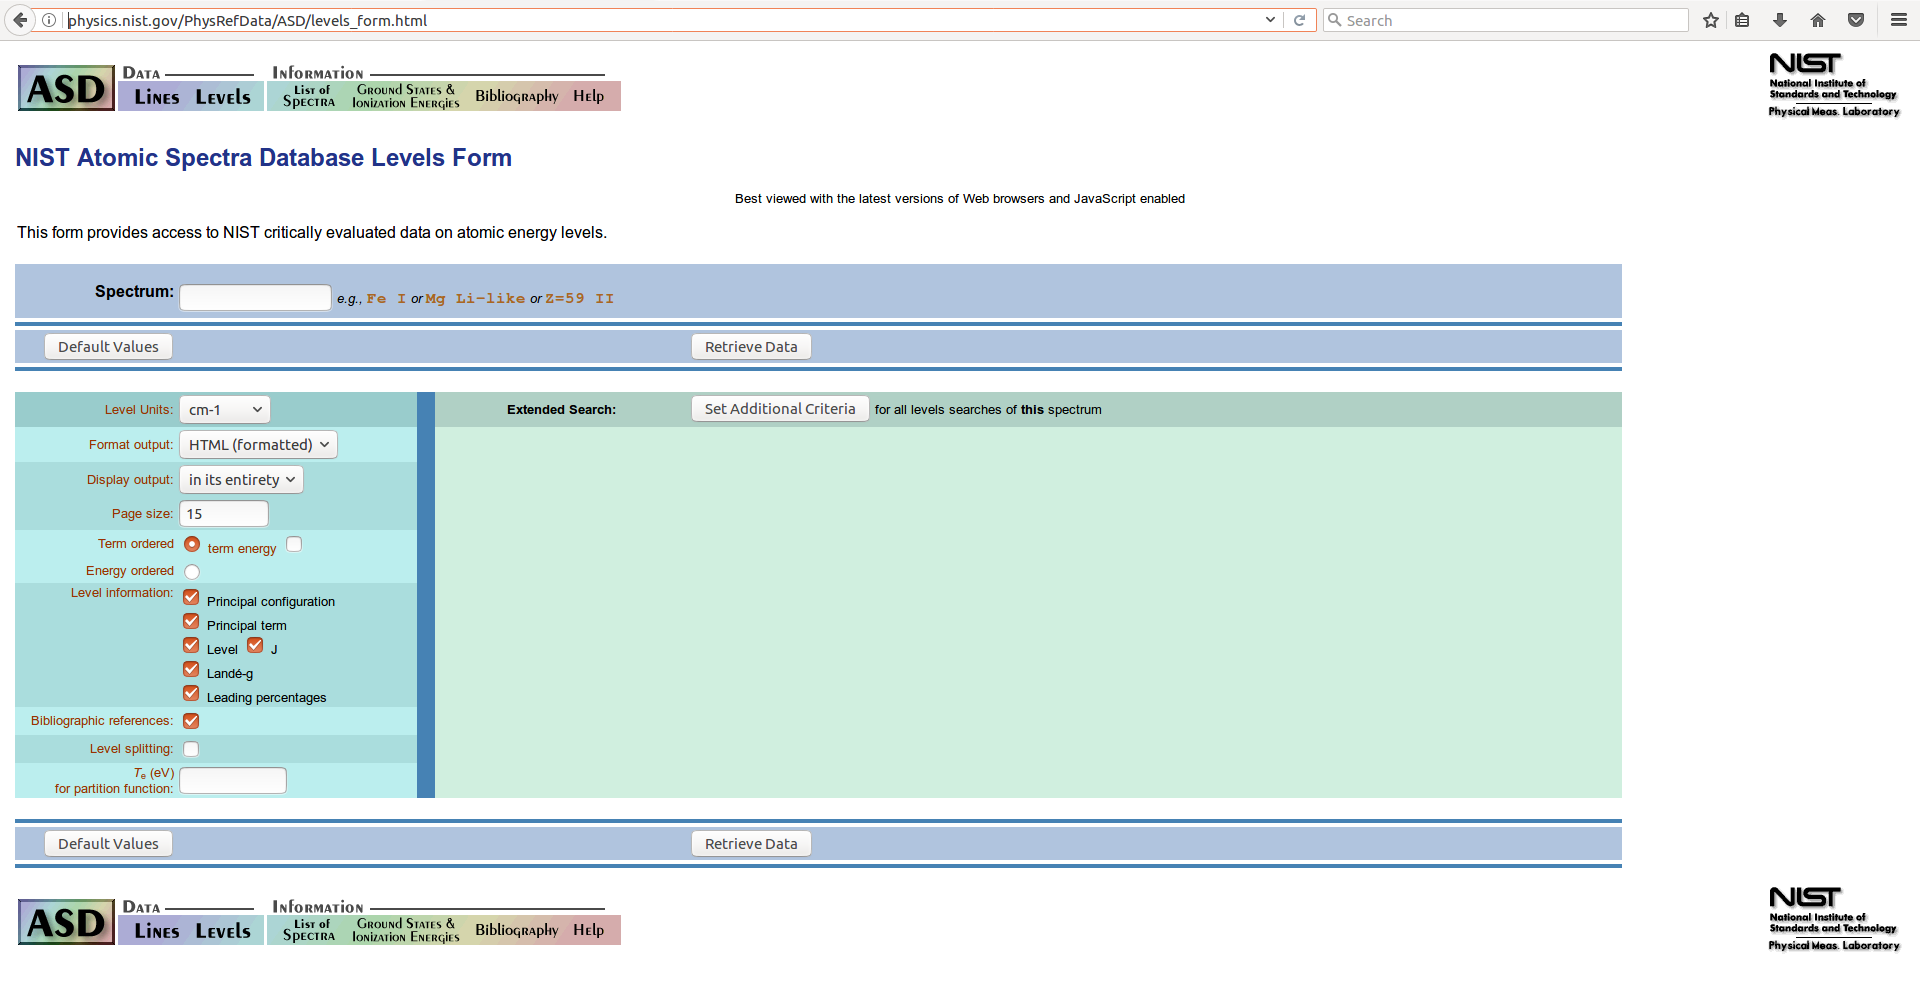 physics.nist.gov/PhysRefData/ASD/levels_form.html
Search
ASD
DATA
INFORMATION
LINES LEVELS
LIST OF SPECTRA
GROUND STATES & IONIZATION ENERGIES
Bibliography Help
NIST
National Institute of
Standards and Technology
Physical Meas. Laboratory
NIST Atomic Spectra Database Levels Form
Best viewed with the latest versions of Web browsers and JavaScript enabled
This form provides access to NIST critically evaluated data on atomic energy levels.
Spectrum: e.g., Fe I or Mg Li-like or Z=59 II
Default Values Retrieve Data
Level Units: cm-1
Extended Search: Set Additional Criteria for all levels searches of this spectrum
Format output: HTML (formatted)
Display output: in its entirety
Page size: 15
Term ordered term energy
Energy ordered
Level information: Principal configuration
Principal term
Level J
Landé-g
Leading percentages
Bibliographic references:
Level splitting:
Te (eV)
for partition function:
Default Values Retrieve Data
ASD
DATA
INFORMATION
LINES LEVELS
LIST OF SPECTRA
GROUND STATES & IONIZATION ENERGIES
Bibliography Help
NIST
National Institute of
Standards and Technology
Physical Meas. Laboratory